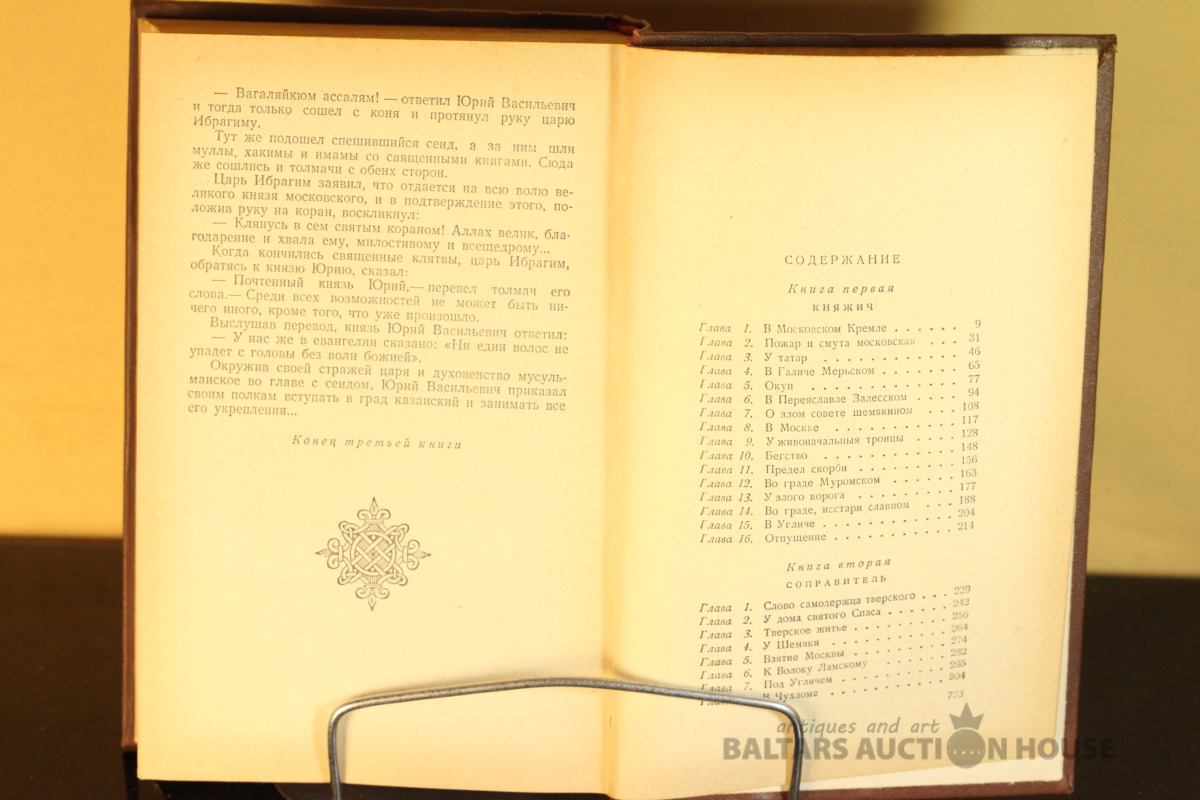 — Вагаляйкюм ассалям! — ответил Юрий Васильевич
и тогда только сошел с коня и протянул руку царю
Ибрагиму.
Тут же подошел спешившийся сеид, а за ним шли
муллы, хакимы и имамы со священными книгами. Сюда
же сошлись и толмачи с обеих сторон.
Царь Ибрагим заявил, что отдается на всю волю ве-
ликого князя московского, и в подтверждение этого, по-
ложив руку на коран, воскликнул:
— Клянусь в сем святым кораном! Аллах велик, бла-
годарение и хвала ему, милостивому и всещедрому...
Когда кончились священные клятвы, царь Ибрагим,
обратясь к князю Юрию, сказал:
— Почтенный князь Юрий,— перевел толмач его
слова.— Среди всех возможностей не может быть ни-
чего иного, кроме того, что уже произошло.
Выслушав перевод, князь Юрий Васильевич ответил:
— У нас же в евангелии сказано: «Ни един волос не
упадет с головы без воли божией».
Окружив своей стражей царя и духовенство мусуль-
манское во главе с сеидом, Юрий Васильевич приказал
своим полкам вступать в град казанский и занимать все
его укрепления...
Конец третьей книги
СОДЕРЖАНИЕ
Книга первая
КНЯЖИЧ
Глава 1. В Московском Кремле . . . . . . 9
Глава 2. Пожар и смута московская . . . 31
Глава 3. У татар . . . . . . . . . . 46
Глава 4. В Галиче Мерьском . . . . . . 65
Глава 5. Окуп . . . . . . . . . . . 77
Глава 6. В Переяславле Залесском . . . . 94
Глава 7. О злом совете шемякином . . . 108
Глава 8. В Москве . . . . . . . . . 117
Глава 9. У живоначальныя троицы . . . . 128
Глава 10. Бегство . . . . . . . . . . 148
Глава 11. Предел скорби . . . . . . . 156
Глава 12. Во граде Муромском . . . . . 163
Глава 13. У злого ворога . . . . . . . 177
Глава 14. Во граде, исстари славном . . . 188
Глава 15. В Угличе . . . . . . . . . 204
Глава 16. Отпущение . . . . . . . . . 214
Книга вторая
СОПРАВИТЕЛЬ
Глава 1. Слово самодержца тверского . . . 229
Глава 2. У дома святого Спаса . . . . . 242
Глава 3. Тверское житье . . . . . . . 256
Глава 4. У Шемяки . . . . . . . . . 264
Глава 5. Взятие Москвы . . . . . . . 274
Глава 6. К Волоку Ламскому . . . . . 282
Глава 7. Под Угличем . . . . . . . . 295
В Чухломе . . . . . . . . . 304
753
antiques and art
BALTARS AUCTION HOUSE